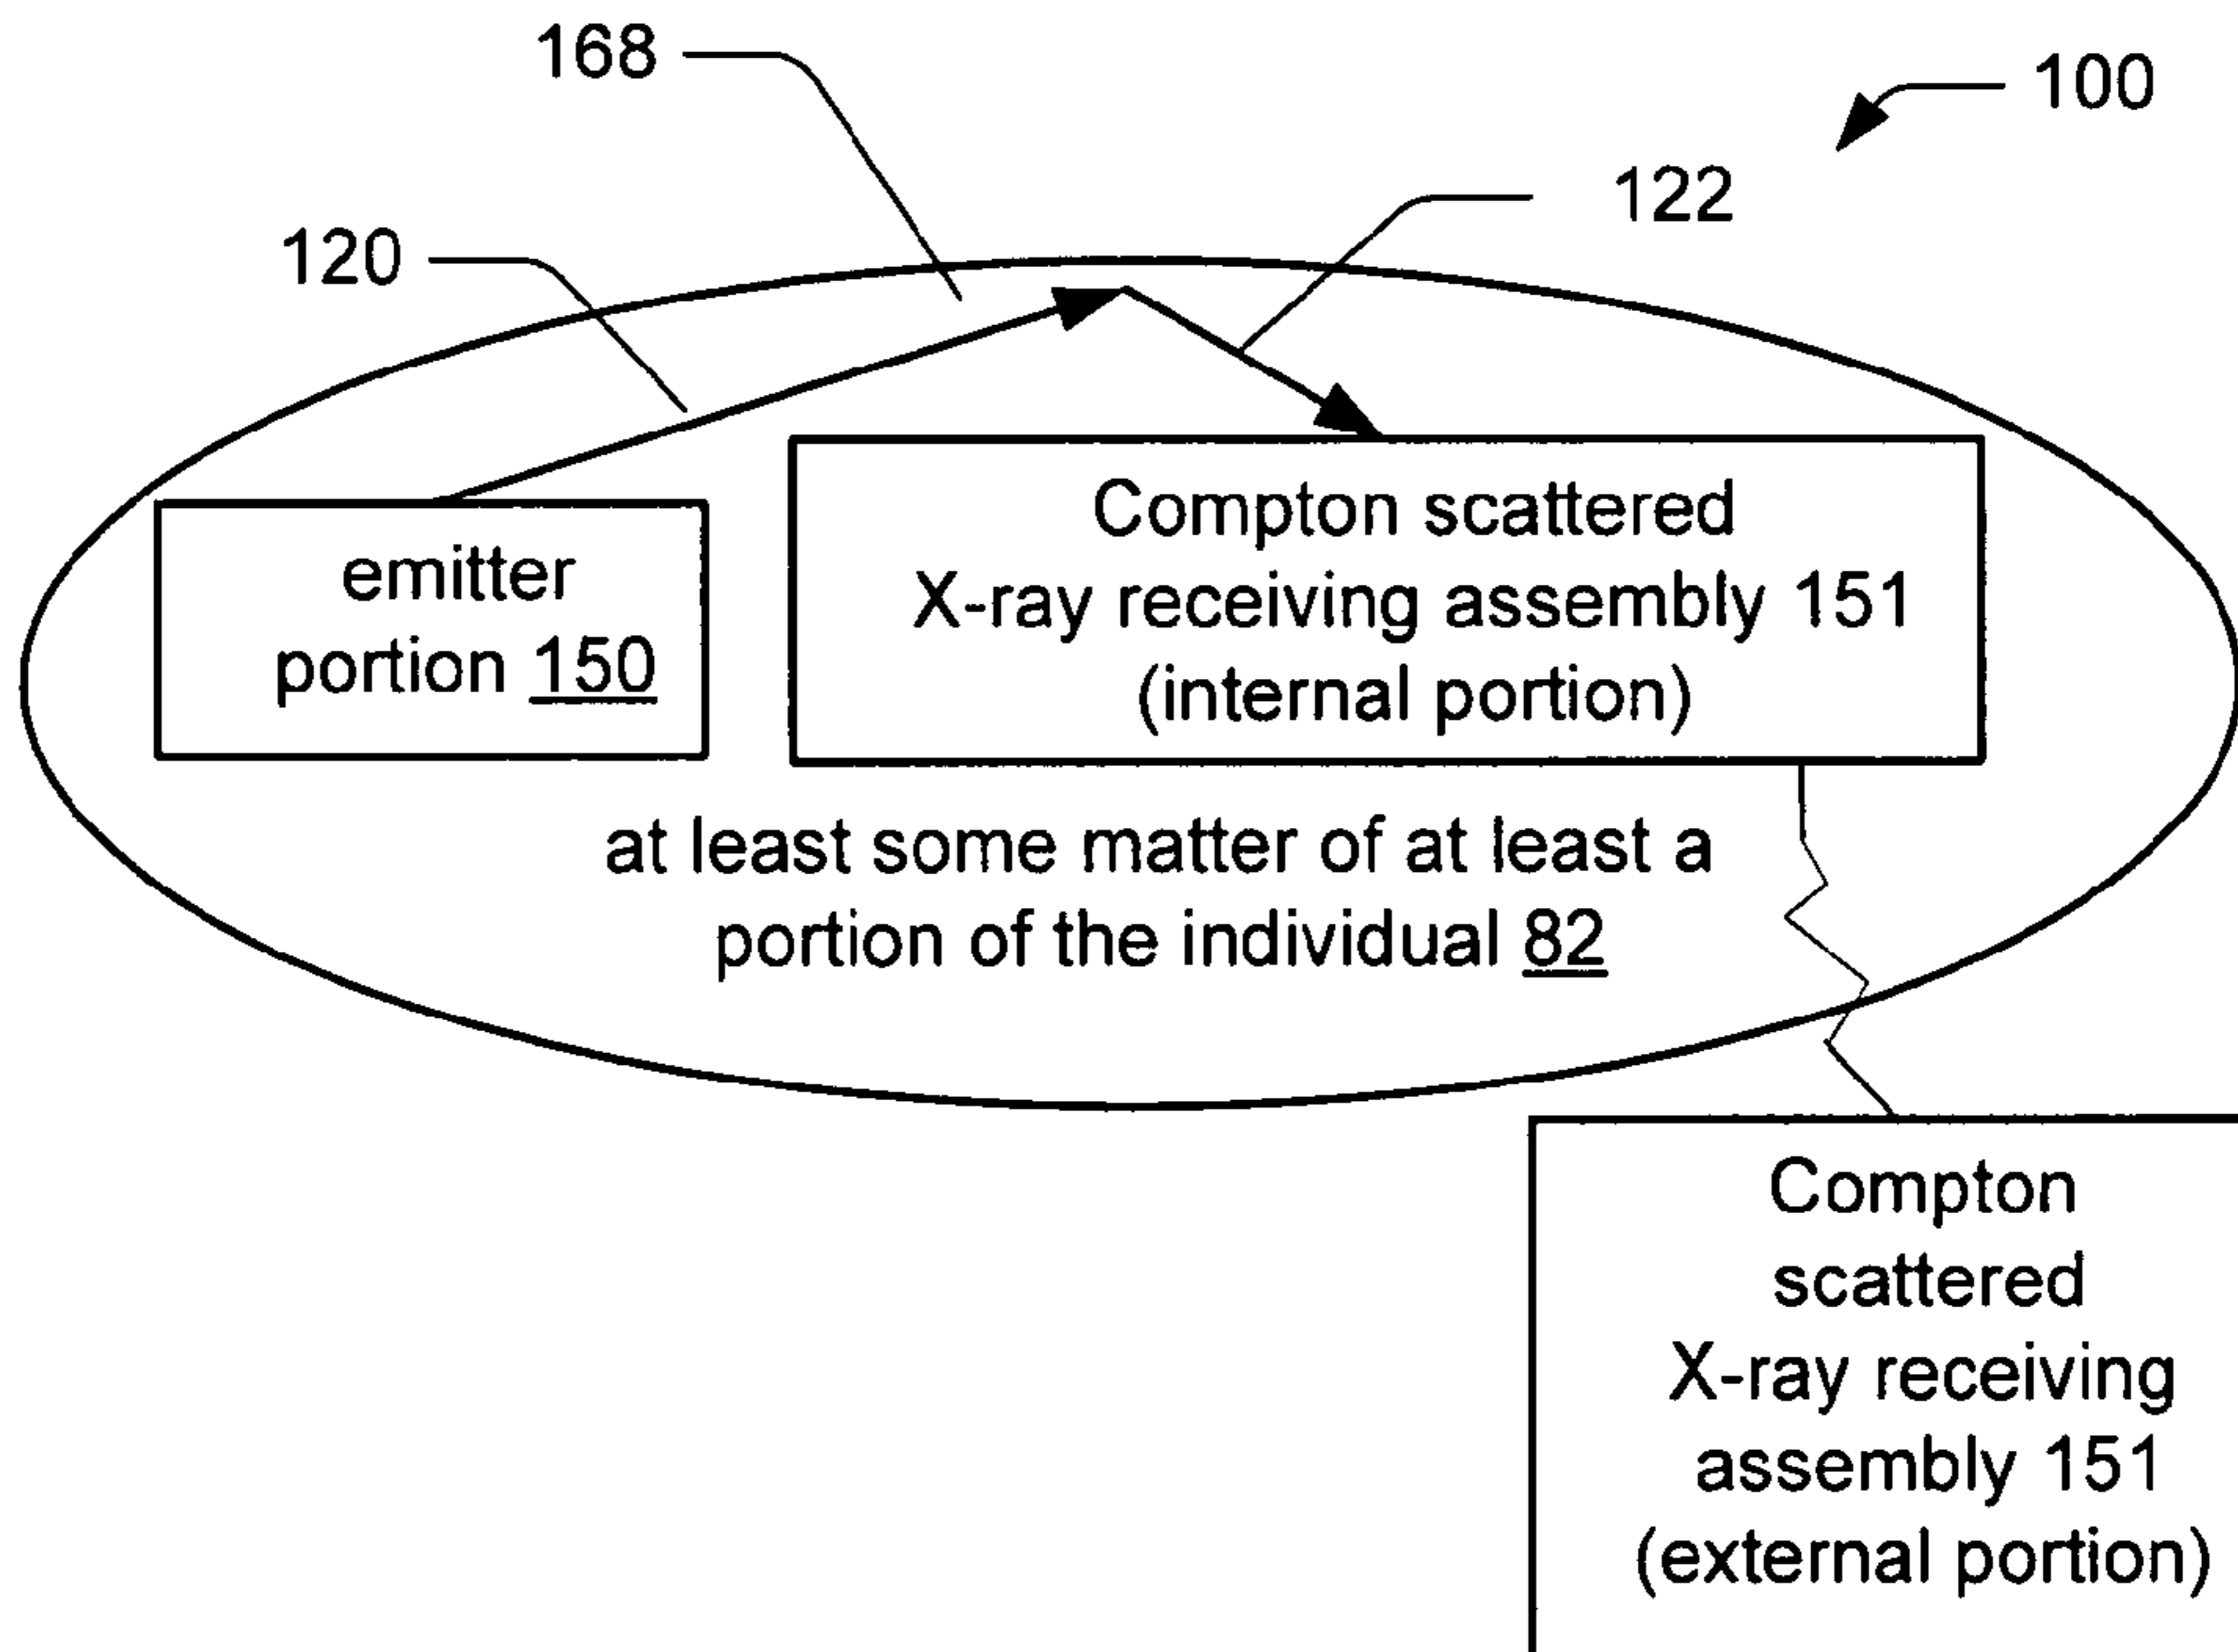 168
100
122
120
emitter
portion 150
Compton scattered
X-ray receiving assembly 151
(internal portion)
at least some matter of at least a
portion of the individual 82
Compton
scattered
X-ray receiving
assembly 151
(external portion)